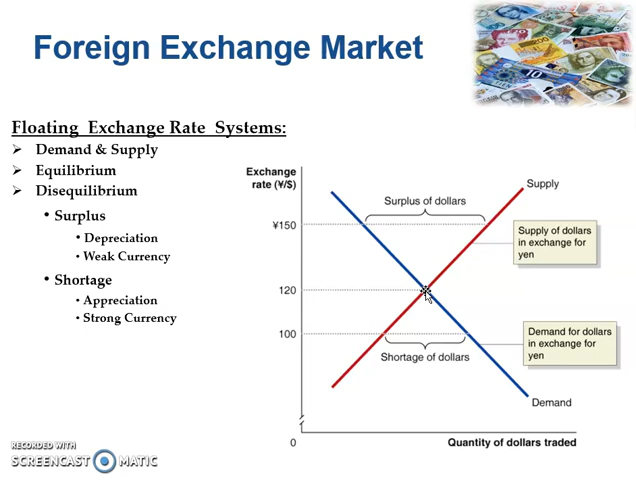 Foreign Exchange Market
Floating Exchange Rate Systems:
➢ Demand & Supply
➢ Equilibrium
➢ Disequilibrium
• Surplus
• Depreciation
• Weak Currency
• Shortage
• Appreciation
• Strong Currency
Exchange
rate (¥/$)
Supply
Surplus of dollars
¥150
Supply of dollars
in exchange for
yen
120
100
Demand for dollars
in exchange for
yen
Shortage of dollars
Demand
0
Quantity of dollars traded
RECORDED WITH
SCREENCAST MATIC